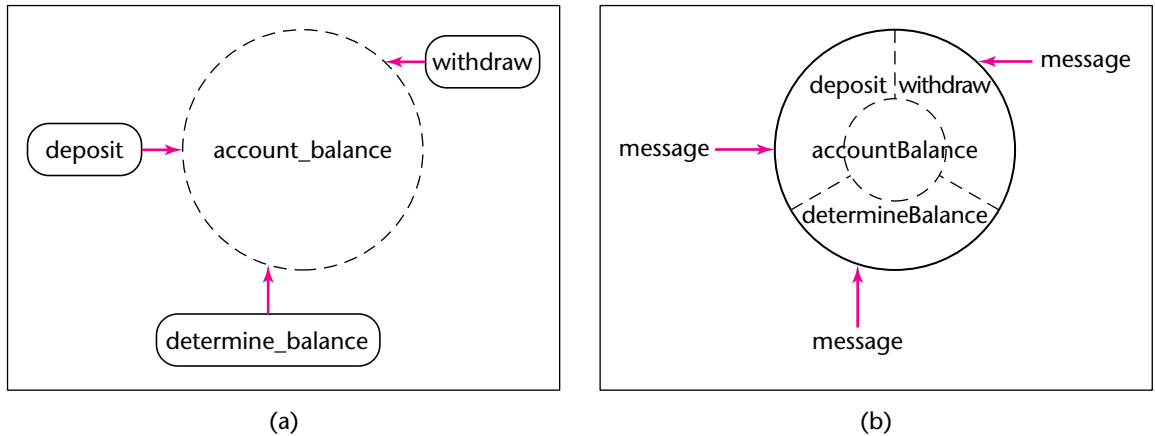 withdraw
deposit
account_balance
determine_balance
(a)
message
deposit withdraw
message
accountBalance
determineBalance
message
(b)